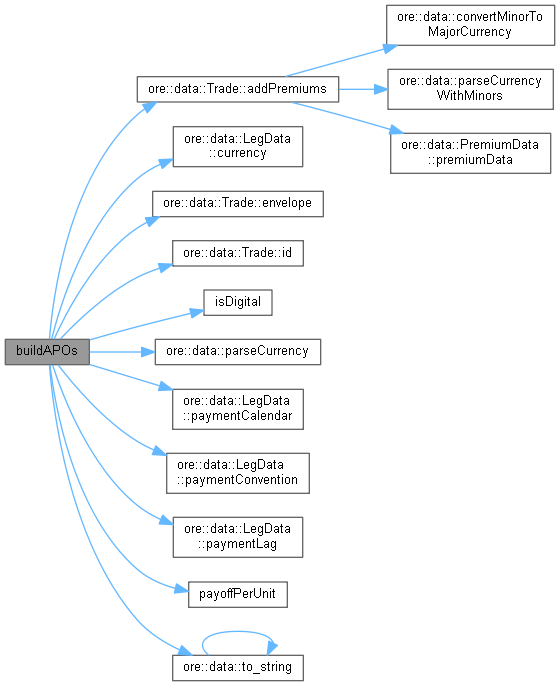 ore::data::convertMinorTo
MajorCurrency
ore::data::Trade::addPremiums
ore::data::parseCurrency
WithMinors
ore::data::LegData
::currency
ore::data::PremiumData
::premiumData
ore::data::Trade::envelope
ore::data::Trade::id
isDigital
buildAPOs
ore::data::parseCurrency
ore::data::LegData
::paymentCalendar
ore::data::LegData
::paymentConvention
ore::data::LegData
::paymentLag
payoffPerUnit
ore::data::to_string